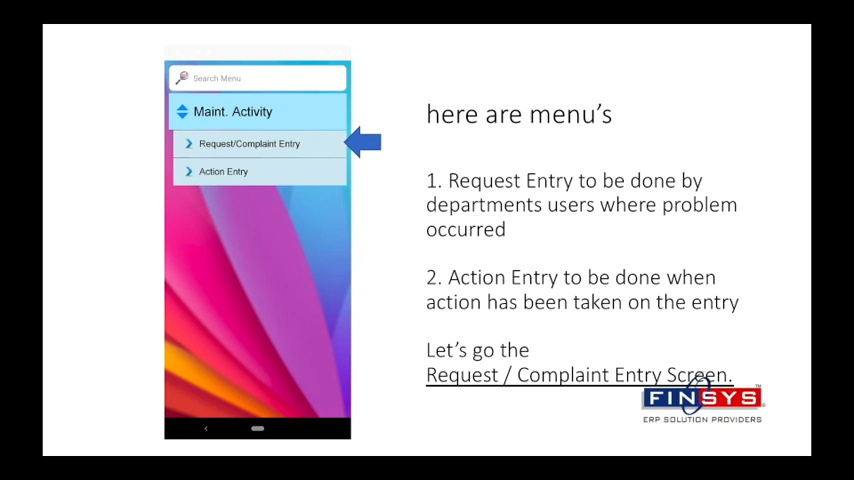 Search Menu
Maint. Activity
Request/Complaint Entry
Action Entry
here are menu's
1. Request Entry to be done by
departments users where problem
occurred
2. Action Entry to be done when
action has been taken on the entry
Let's go the
Request / Complaint Entry Screen.
FINSYS
ERP SOLUTION PROVIDERS